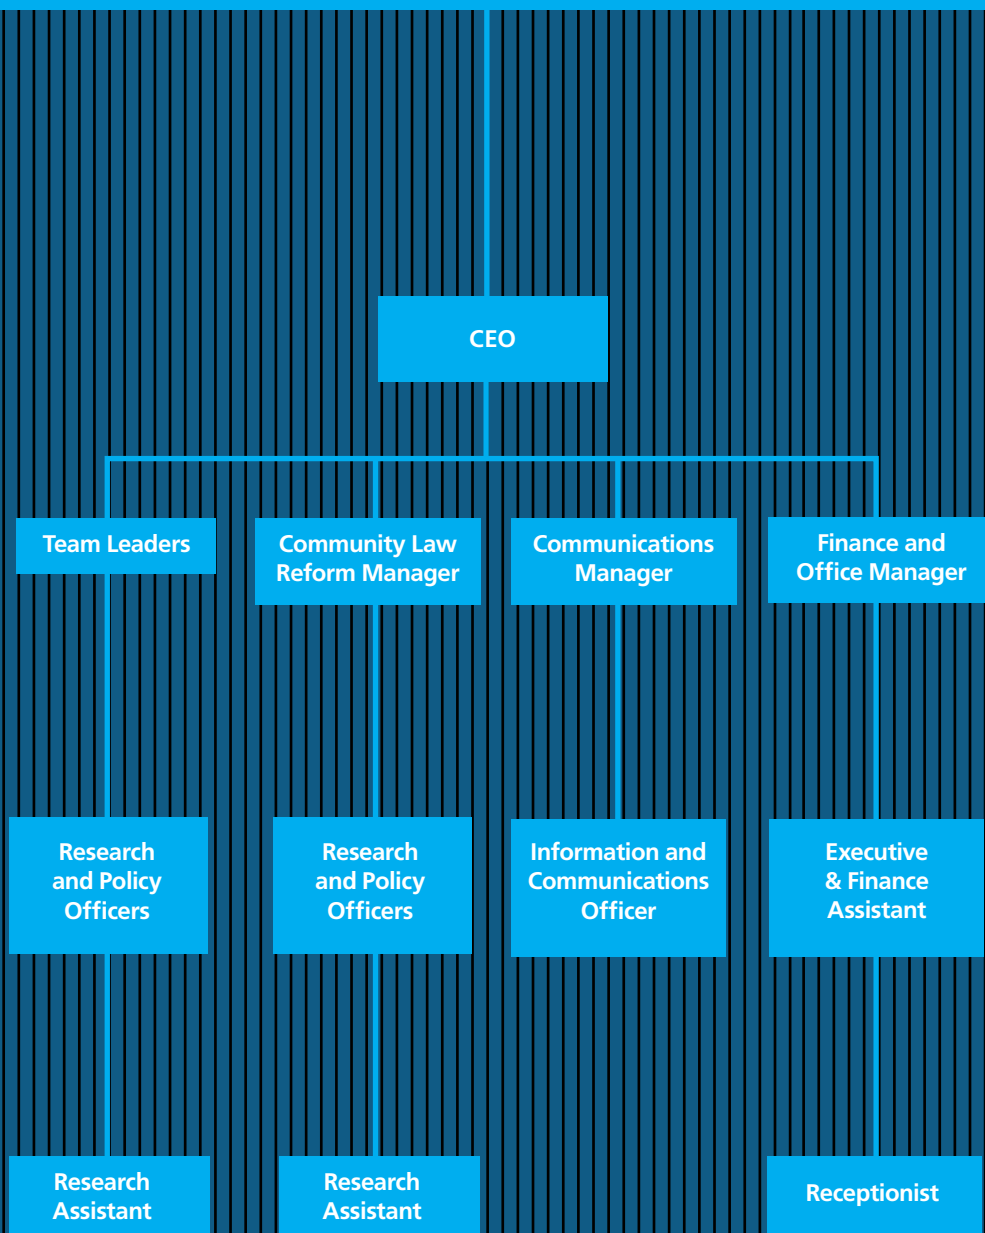 CEO
Team Leaders
Community Law
Reform Manager
Communications
Manager
Finance and
Office Manager
Research
and Policy
Officers
Research
and Policy
Officers
Information and
Communications
Officer
Executive
& Finance
Assistant
Research
Assistant
Research
Assistant
Receptionist